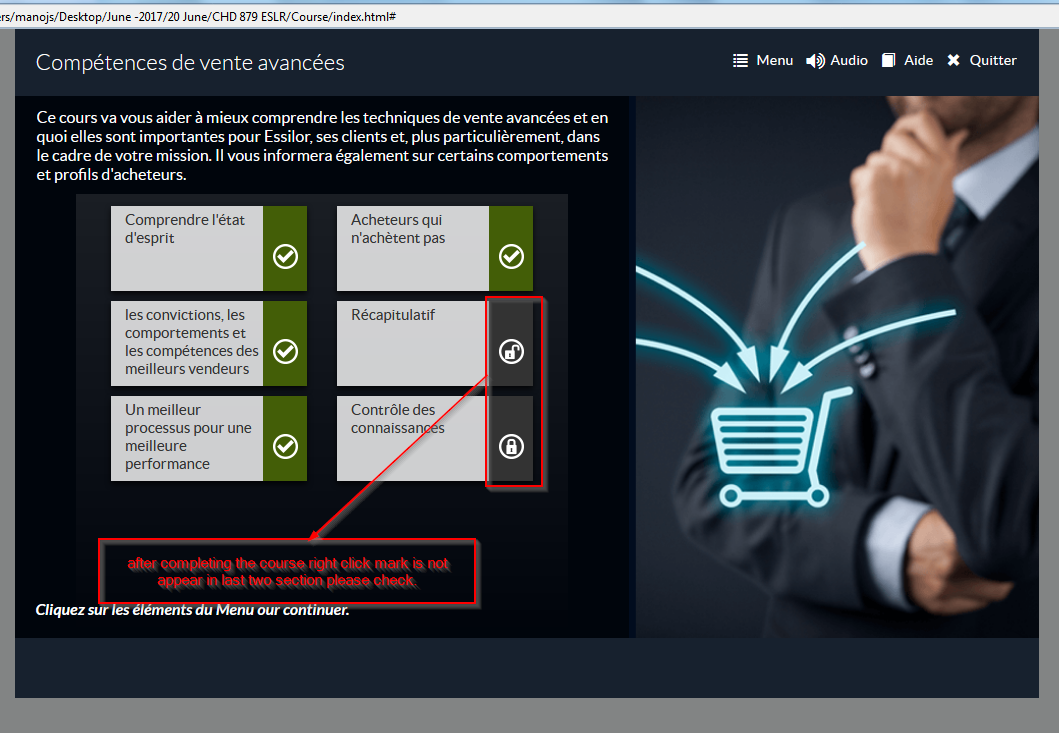 ers/manojs/Desktop/June -2017/20 June/CHD 879 ESLR/Course/index.html#
Compétences de vente avancées
Menu
Audio
Aide
Quitter
Ce cours va vous aider à mieux comprendre les techniques de vente avancées et en
quoi elles sont importantes pour Essilor, ses clients et, plus particulièrement, dans
le cadre de votre mission. Il vous informera également sur certains comportements
et profils d'acheteurs.
Comprendre l'état
d'esprit
Acheteurs qui
n'achètent pas
les convictions, les
comportements et
les compétences des
meilleurs vendeurs
Récapitulatif
Un meilleur
processus pour une
meilleure
performance
Contrôle des
connaissances
after completing the course right click mark is not
appear in last two section please check.
Cliquez sur les éléments du Menu our continuer.